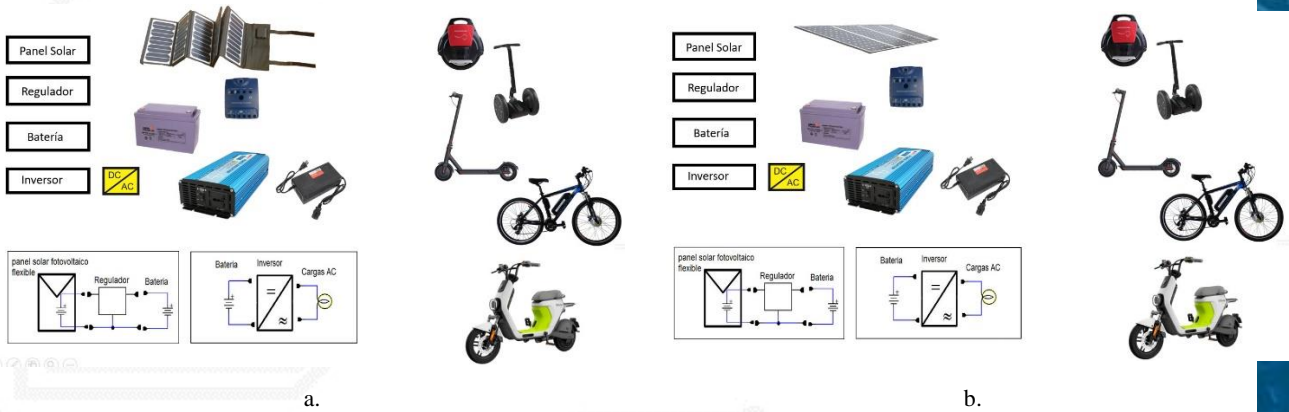 Panel Solar
Regulador
Batería
Inversor
DC
AC
panel solar fotovoltaico
flexible
Regulador
Bateria
Bateria
Inversor
Cargas AC
a.
Panel Solar
Regulador
Batería
Inversor
DC
AC
panel solar fotovoltaico
flexible
Regulador
Bateria
Bateria
Inversor
Cargas AC
b.